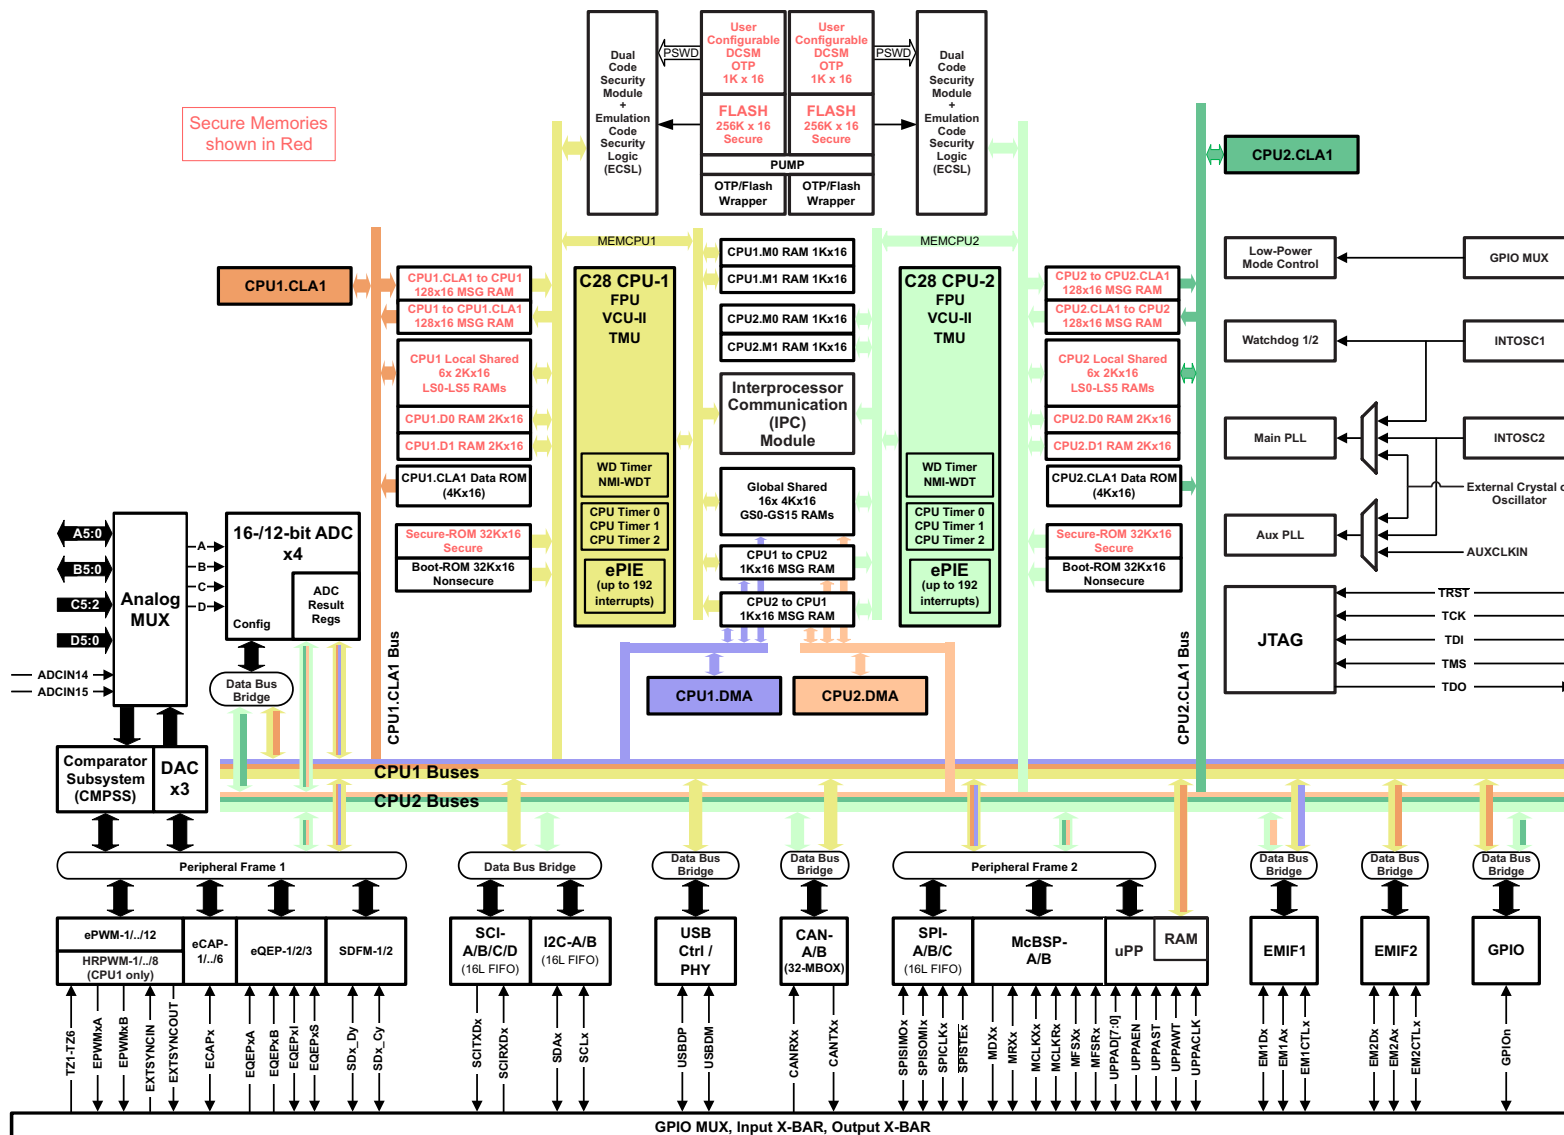 Secure Memories
shown in Red
Dual
Code
Security
Module
+
Emulation
Code
Security
Logic
(ECSL)
PSWD
User
Configurable
DCSM
OTP
1K x 16
User
Configurable
DCSM
OTP
1K x 16
PSWD
FLASH
256K x 16
Secure
FLASH
256K x 16
Secure
PUMP
OTP/Flash
Wrapper
OTP/Flash
Wrapper
Dual
Code
Security
Module
+
Emulation
Code
Security
Logic
(ECSL)
CPU2.CLA1
MEMCPU1
MEMCPU2
CPU1.CLA1
CPU1.CLA1 to CPU1
128x16 MSG RAM
CPU1 to CPU1.CLA1
128x16 MSG RAM
CPU1 Local Shared
6x 2Kx16
LS0-LS5 RAMs
CPU1.D0 RAM 2Kx16
CPU1.D1 RAM 2Kx16
CPU1.CLA1 Data ROM
(4Kx16)
Secure-ROM 32Kx16
Secure
Boot-ROM 32Kx16
Nonsecure
C28 CPU-1
FPU
VCU-II
TMU
WD Timer
NMI-WDT
CPU Timer 0
CPU Timer 1
CPU Timer 2
ePIE
(up to 192
interrupts)
CPU1.M0 RAM 1Kx16
CPU1.M1 RAM 1Kx16
CPU2.M0 RAM 1Kx16
CPU2.M1 RAM 1Kx16
Interprocessor
Communication
(IPC)
Module
Global Shared
16x 4Kx16
GS0-GS15 RAMs
CPU1 to CPU2
1Kx16 MSG RAM
CPU2 to CPU1
1Kx16 MSG RAM
C28 CPU-2
FPU
VCU-II
TMU
WD Timer
NMI-WDT
CPU Timer 0
CPU Timer 1
CPU Timer 2
ePIE
(up to 192
interrupts)
CPU2 to CPU2.CLA1
128x16 MSG RAM
CPU2.CLA1 to CPU2
128x16 MSG RAM
CPU2 Local Shared
6x 2Kx16
LS0-LS5 RAMs
CPU2.D0 RAM 2Kx16
CPU2.D1 RAM 2Kx16
CPU2.CLA1 Data ROM
(4Kx16)
Secure-ROM 32Kx16
Secure
Boot-ROM 32Kx16
Nonsecure
Low-Power
Mode Control
GPIO MUX
Watchdog 1/2
INTOSC1
Main PLL
INTOSC2
External Crystal o
Oscillator
Aux PLL
AUXCLKIN
JTAG
TRST
TCK
TDI
TMS
TDO
A5:0
B5:0
C5:2
D5:0
ADCIN14
ADCIN15
Analog
MUX
A
B
C
D
16-/12-bit ADC
x4
Config
ADC
Result
Regs
Data Bus
Bridge
CPU1.CLA1 Bus
CPU2.CLA1 Bus
CPU1.DMA
CPU2.DMA
Comparator
Subsystem
(CMPSS)
DAC
x3
CPU1 Buses
CPU2 Buses
Peripheral Frame 1
Data Bus Bridge
Data Bus
Bridge
Data Bus
Bridge
Peripheral Frame 2
Data Bus
Bridge
Data Bus
Bridge
Data Bus
Bridge
ePWM-1/../12
HRPWM-1/../8
(CPU1 only)
eCAP-
1/../6
eQEP-1/2/3
SDFM-1/2
SCI-
A/B/C/D
(16L FIFO)
I2C-A/B
(16L FIFO)
USB
Ctrl /
PHY
CAN-
A/B
(32-MBOX)
SPI-
A/B/C
(16L FIFO)
McBSP-
A/B
uPP
RAM
EMIF1
EMIF2
GPIO
TZ1-TZ6
EPWMxA
EPWMxB
EXTSYNCIN
EXTSYNCOUT
ECAPx
EQEPxA
EQEPxB
EQEPxI
EQEPxS
SDx_Dy
SDx_Cy
SCITXDx
SCIRXDx
SDAx
SCLx
USBDP
USBDM
CANRXx
CANTXx
SPISIMOx
SPISOMIx
SPICLKx
SPISTEx
MDXx
MRXx
MCLKXx
MCLKRx
MFSXx
MFSRx
UPPAD[7:0]
UPPAEN
UPPAST
UPPAWT
UPPACLK
EM1Dx
EM1Ax
EM1CTLx
EM2Dx
EM2Ax
EM2CTLx
GPIOn
GPIO MUX, Input X-BAR, Output X-BAR